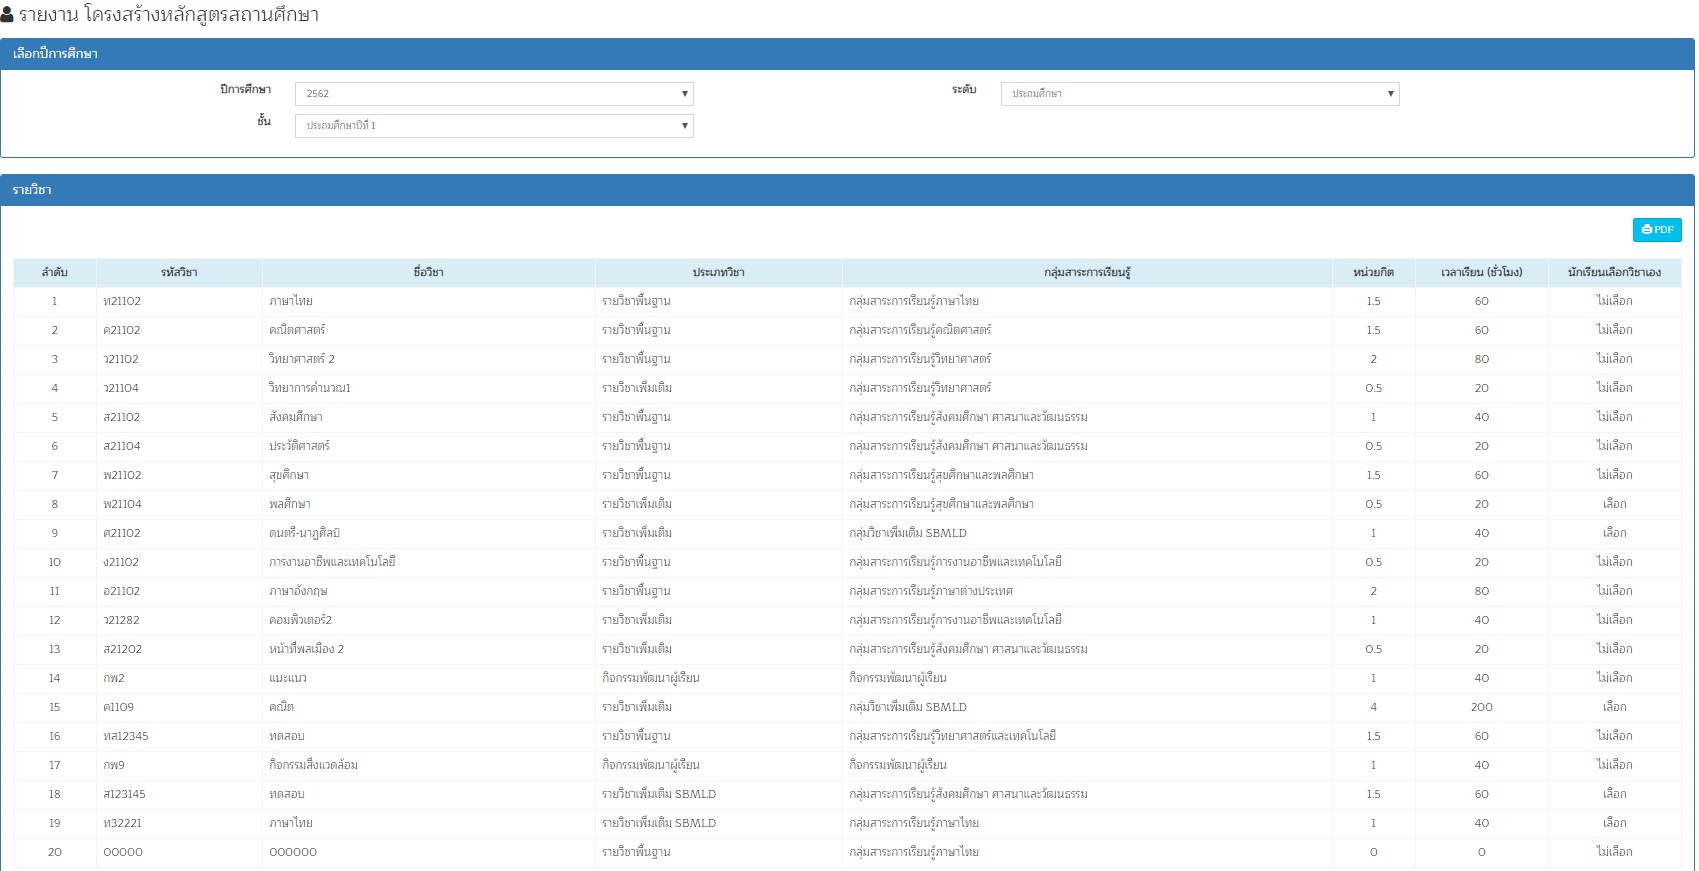 รายงาน โครงสร้างหลักสูตรสถานศึกษา
เลือกปีการศึกษา
ปีการศึกษา 2562 ระดับ ประถมศึกษา
ชั้น ประถมศึกษาปีที่ 1
รายวิชา
PDF
ลำดับ รหัสวิชา ชื่อวิชา ประเภทวิชา กลุ่มสาระการเรียนรู้ หน่วยกิต เวลาเรียน (ชั่วโมง) นักเรียนเลือกวิชาเอง
1 ท21102 ภาษาไทย รายวิชาพื้นฐาน กลุ่มสาระการเรียนรู้ภาษาไทย 1.5 60 ไม่เลือก
2 ค21102 คณิตศาสตร์ รายวิชาพื้นฐาน กลุ่มสาระการเรียนรู้คณิตศาสตร์ 1.5 60 ไม่เลือก
3 ว21102 วิทยาศาสตร์ 2 รายวิชาพื้นฐาน กลุ่มสาระการเรียนรู้วิทยาศาสตร์ 2 80 ไม่เลือก
4 ว21104 วิทยาการคำนวณ1 รายวิชาเพิ่มเติม กลุ่มสาระการเรียนรู้วิทยาศาสตร์ 0.5 20 ไม่เลือก
5 ส21102 สังคมศึกษา รายวิชาพื้นฐาน กลุ่มสาระการเรียนรู้สังคมศึกษา ศาสนาและวัฒนธรรม 1 40 ไม่เลือก
6 ส21104 ประวัติศาสตร์ รายวิชาพื้นฐาน กลุ่มสาระการเรียนรู้สังคมศึกษา ศาสนาและวัฒนธรรม 0.5 20 ไม่เลือก
7 พ21102 สุขศึกษา รายวิชาพื้นฐาน กลุ่มสาระการเรียนรู้สุขศึกษาและพลศึกษา 1.5 60 ไม่เลือก
8 พ21104 พลศึกษา รายวิชาเพิ่มเติม กลุ่มสาระการเรียนรู้สุขศึกษาและพลศึกษา 0.5 20 เลือก
9 ศ21102 ดนตรี-นาฏศิลป์ รายวิชาเพิ่มเติม กลุ่มวิชาเพิ่มเติม SBMLD 1 40 เลือก
10 ง21102 การงานอาชีพและเทคโนโลยี รายวิชาพื้นฐาน กลุ่มสาระการเรียนรู้การงานอาชีพและเทคโนโลยี 0.5 20 ไม่เลือก
11 อ21102 ภาษาอังกฤษ รายวิชาพื้นฐาน กลุ่มสาระการเรียนรู้ภาษาต่างประเทศ 2 80 ไม่เลือก
12 ว21282 คอมพิวเตอร์2 รายวิชาเพิ่มเติม กลุ่มสาระการเรียนรู้การงานอาชีพและเทคโนโลยี 1 40 ไม่เลือก
13 ส21202 หน้าที่พลเมือง 2 รายวิชาเพิ่มเติม กลุ่มสาระการเรียนรู้สังคมศึกษา ศาสนาและวัฒนธรรม 0.5 20 ไม่เลือก
14 กพ2 แนะแนว กิจกรรมพัฒนาผู้เรียน กิจกรรมพัฒนาผู้เรียน 1 40 ไม่เลือก
15 ค1109 คณิต รายวิชาเพิ่มเติม กลุ่มวิชาเพิ่มเติม SBMLD 4 200 เลือก
16 ทส12345 ทดสอบ รายวิชาพื้นฐาน กลุ่มสาระการเรียนรู้วิทยาศาสตร์และเทคโนโลยี 1.5 60 ไม่เลือก
17 กพ9 กิจกรรมสิ่งแวดล้อม กิจกรรมพัฒนาผู้เรียน กิจกรรมพัฒนาผู้เรียน 1 40 ไม่เลือก
18 ส123145 ทดสอบ รายวิชาเพิ่มเติม SBMLD กลุ่มสาระการเรียนรู้สังคมศึกษา ศาสนาและวัฒนธรรม 1.5 60 เลือก
19 ท32221 ภาษาไทย รายวิชาเพิ่มเติม SBMLD กลุ่มสาระการเรียนรู้ภาษาไทย 1 40 เลือก
20 00000 000000 รายวิชาพื้นฐาน กลุ่มสาระการเรียนรู้ภาษาไทย 0 0 ไม่เลือก